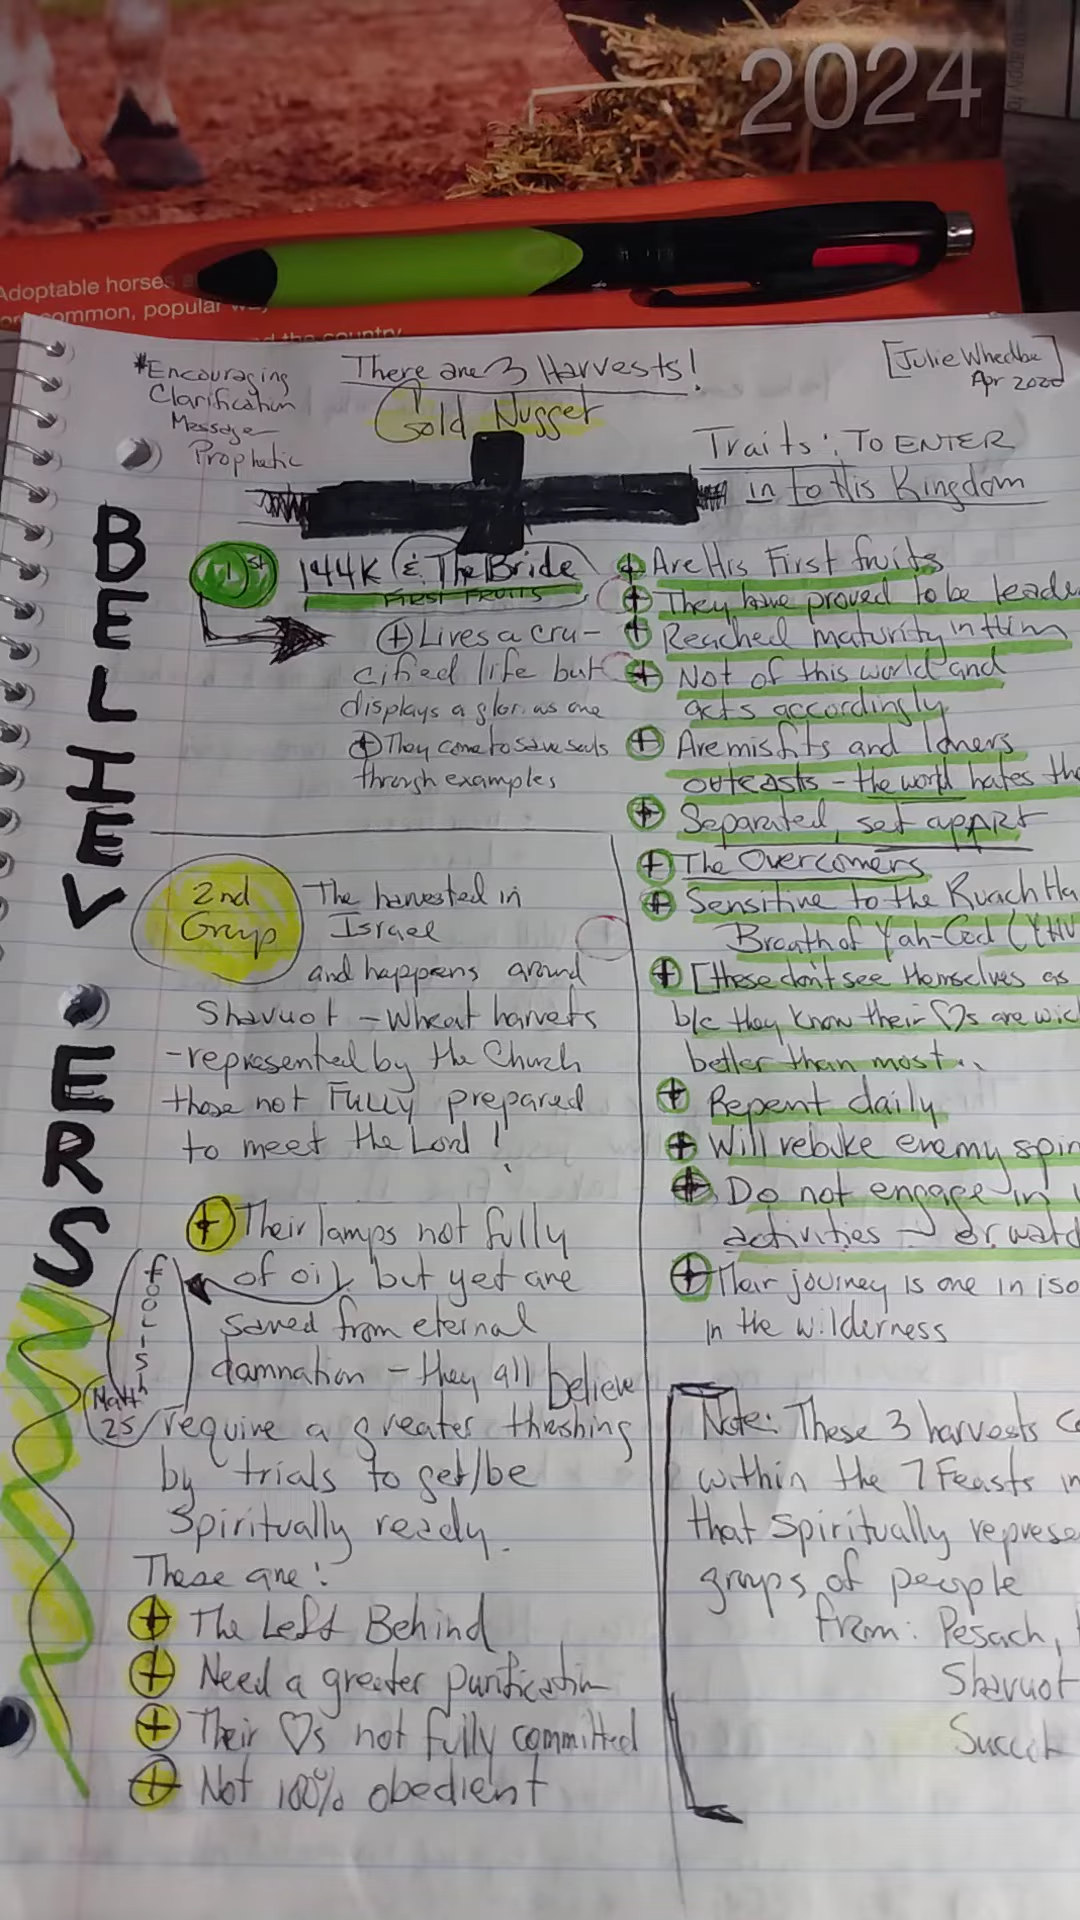 2024
Adoptable horses
common, popular
the country
*Encouraging
Clarification
Message
Prophetic
There are 3 Harvests!
Gold Nugget
[Julie Whedbee]
Apr 2020
Traits: TO ENTER
in to His Kingdom
BELIEVERS
1st
144K & The Bride
FIRST FRUITS
+ Lives a cru-
cified life but
displays a glorious one
+ They come to save souls
through examples
+ Are His First fruits
+ They have proved to be leade
+ Reached maturity in Him
+ Not of this world and
acts accordingly
+ Are misfits and loners
outcasts - the world hates the
+ Separated, set apART
+ The Overcomers
+ Sensitive to the Ruach Ha
Breath of Yah-God (YHV
+ [these don't see themselves as
b/c they know their ♡s are wic
better than most..
+ Repent daily
+ Will rebuke enemy spir
+ Do not engage in
activities - or watc
+ Their journey is one in iso
in the wilderness
2nd
Group
The harvested in
Israel
and happens around
Shavuot - Wheat harvets
- represented by the Church
those not FULLY prepared
to meet the Lord!
+ Their lamps not fully
of oil, but yet are
saved from eternal
damnation - they all believe
foolish
Matt
25
require a greater threshing
by trials to get/be
Spiritually ready.
These are:
+ The Left Behind
+ Need a greater purification
+ Their ♡s not fully committed
+ Not 100% obedient
Note: These 3 harvests
within the 7 Feasts in
that spiritually represe
groups of people
from: Pesach,
Shavuot
Succot